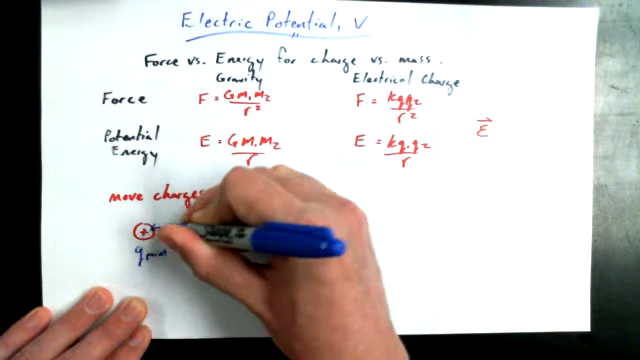 Electric Potential, V
Force vs. Energy for charge vs. mass.
Gravity Electrical Charge
Force F = Gm₁m₂/r² F = kq₁q₂/r²
Potential Energy E = Gm₁m₂/r E = kq₁q₂/r
ε⃗
move charges
+
q point